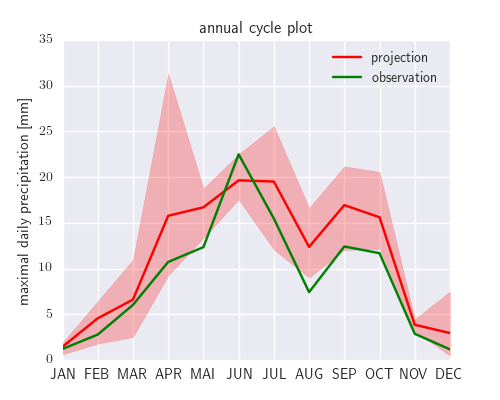 annual cycle plot
maximal daily precipitation [mm]
35
30
25
20
15
10
5
0
projection
observation
JAN FEB MAR APR MAI JUN JUL AUG SEP OCT NOV DEC